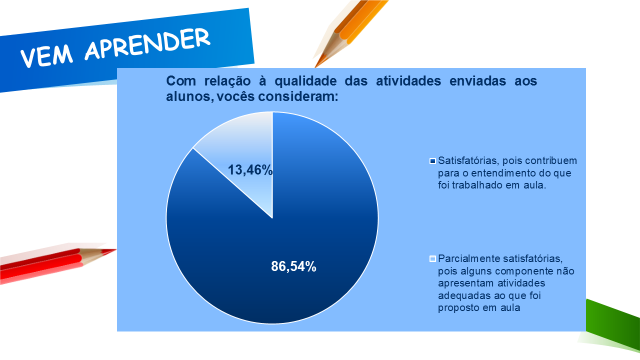 VEM APRENDER
Com relação à qualidade das atividades enviadas aos
alunos, vocês consideram:
13,46%
86,54%
Satisfatórias, pois contribuem
para o entendimento do que
foi trabalhado em aula.
Parcialmente satisfatórias,
pois alguns componente não
apresentam atividades
adequadas ao que foi
proposto em aula